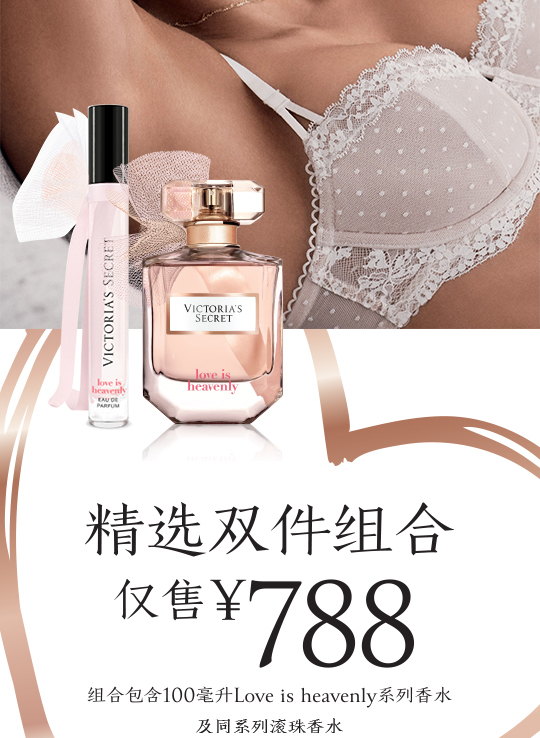 VICTORIA'S SECRET
love is
heavenly
EAU DE
PARFUM
VICTORIA'S
SECRET
love is
heavenly
精选双件组合
仅售¥788
组合包含100毫升Love is heavenly系列香水
及同系列滚珠香水